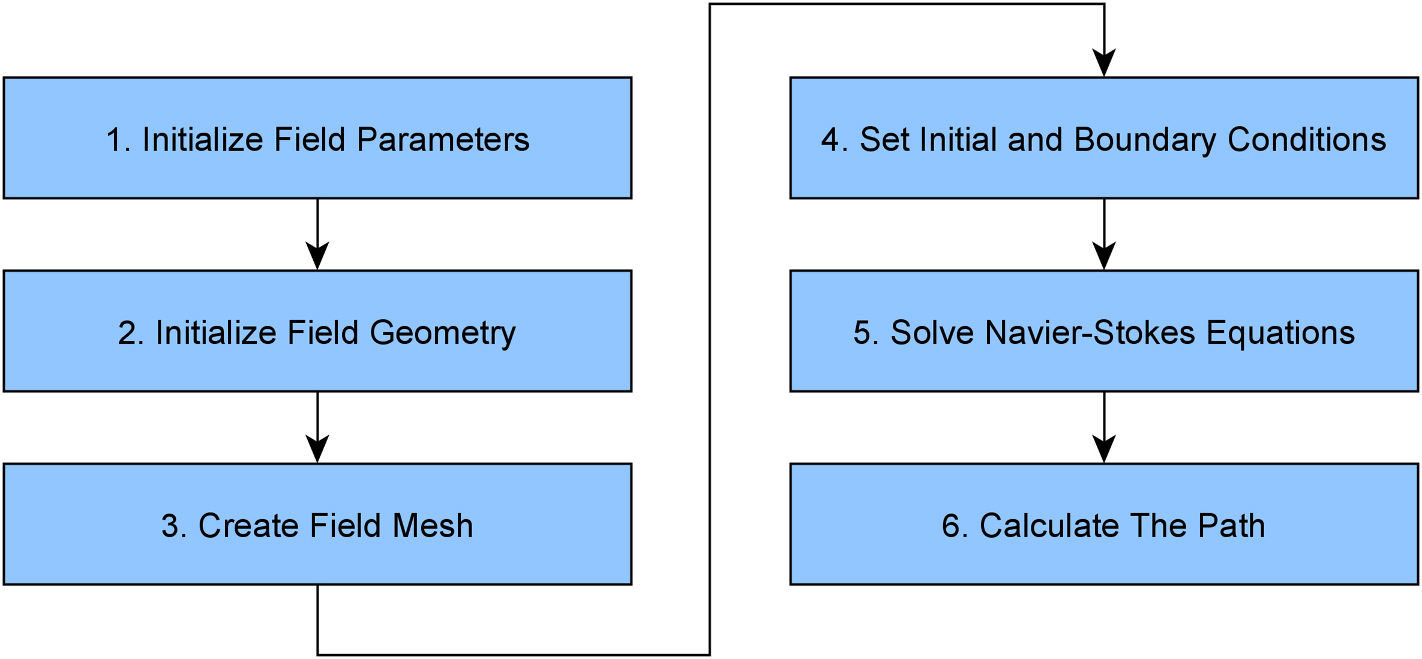 1. Initialize Field Parameters
2. Initialize Field Geometry
3. Create Field Mesh
4. Set Initial and Boundary Conditions
5. Solve Navier-Stokes Equations
6. Calculate The Path